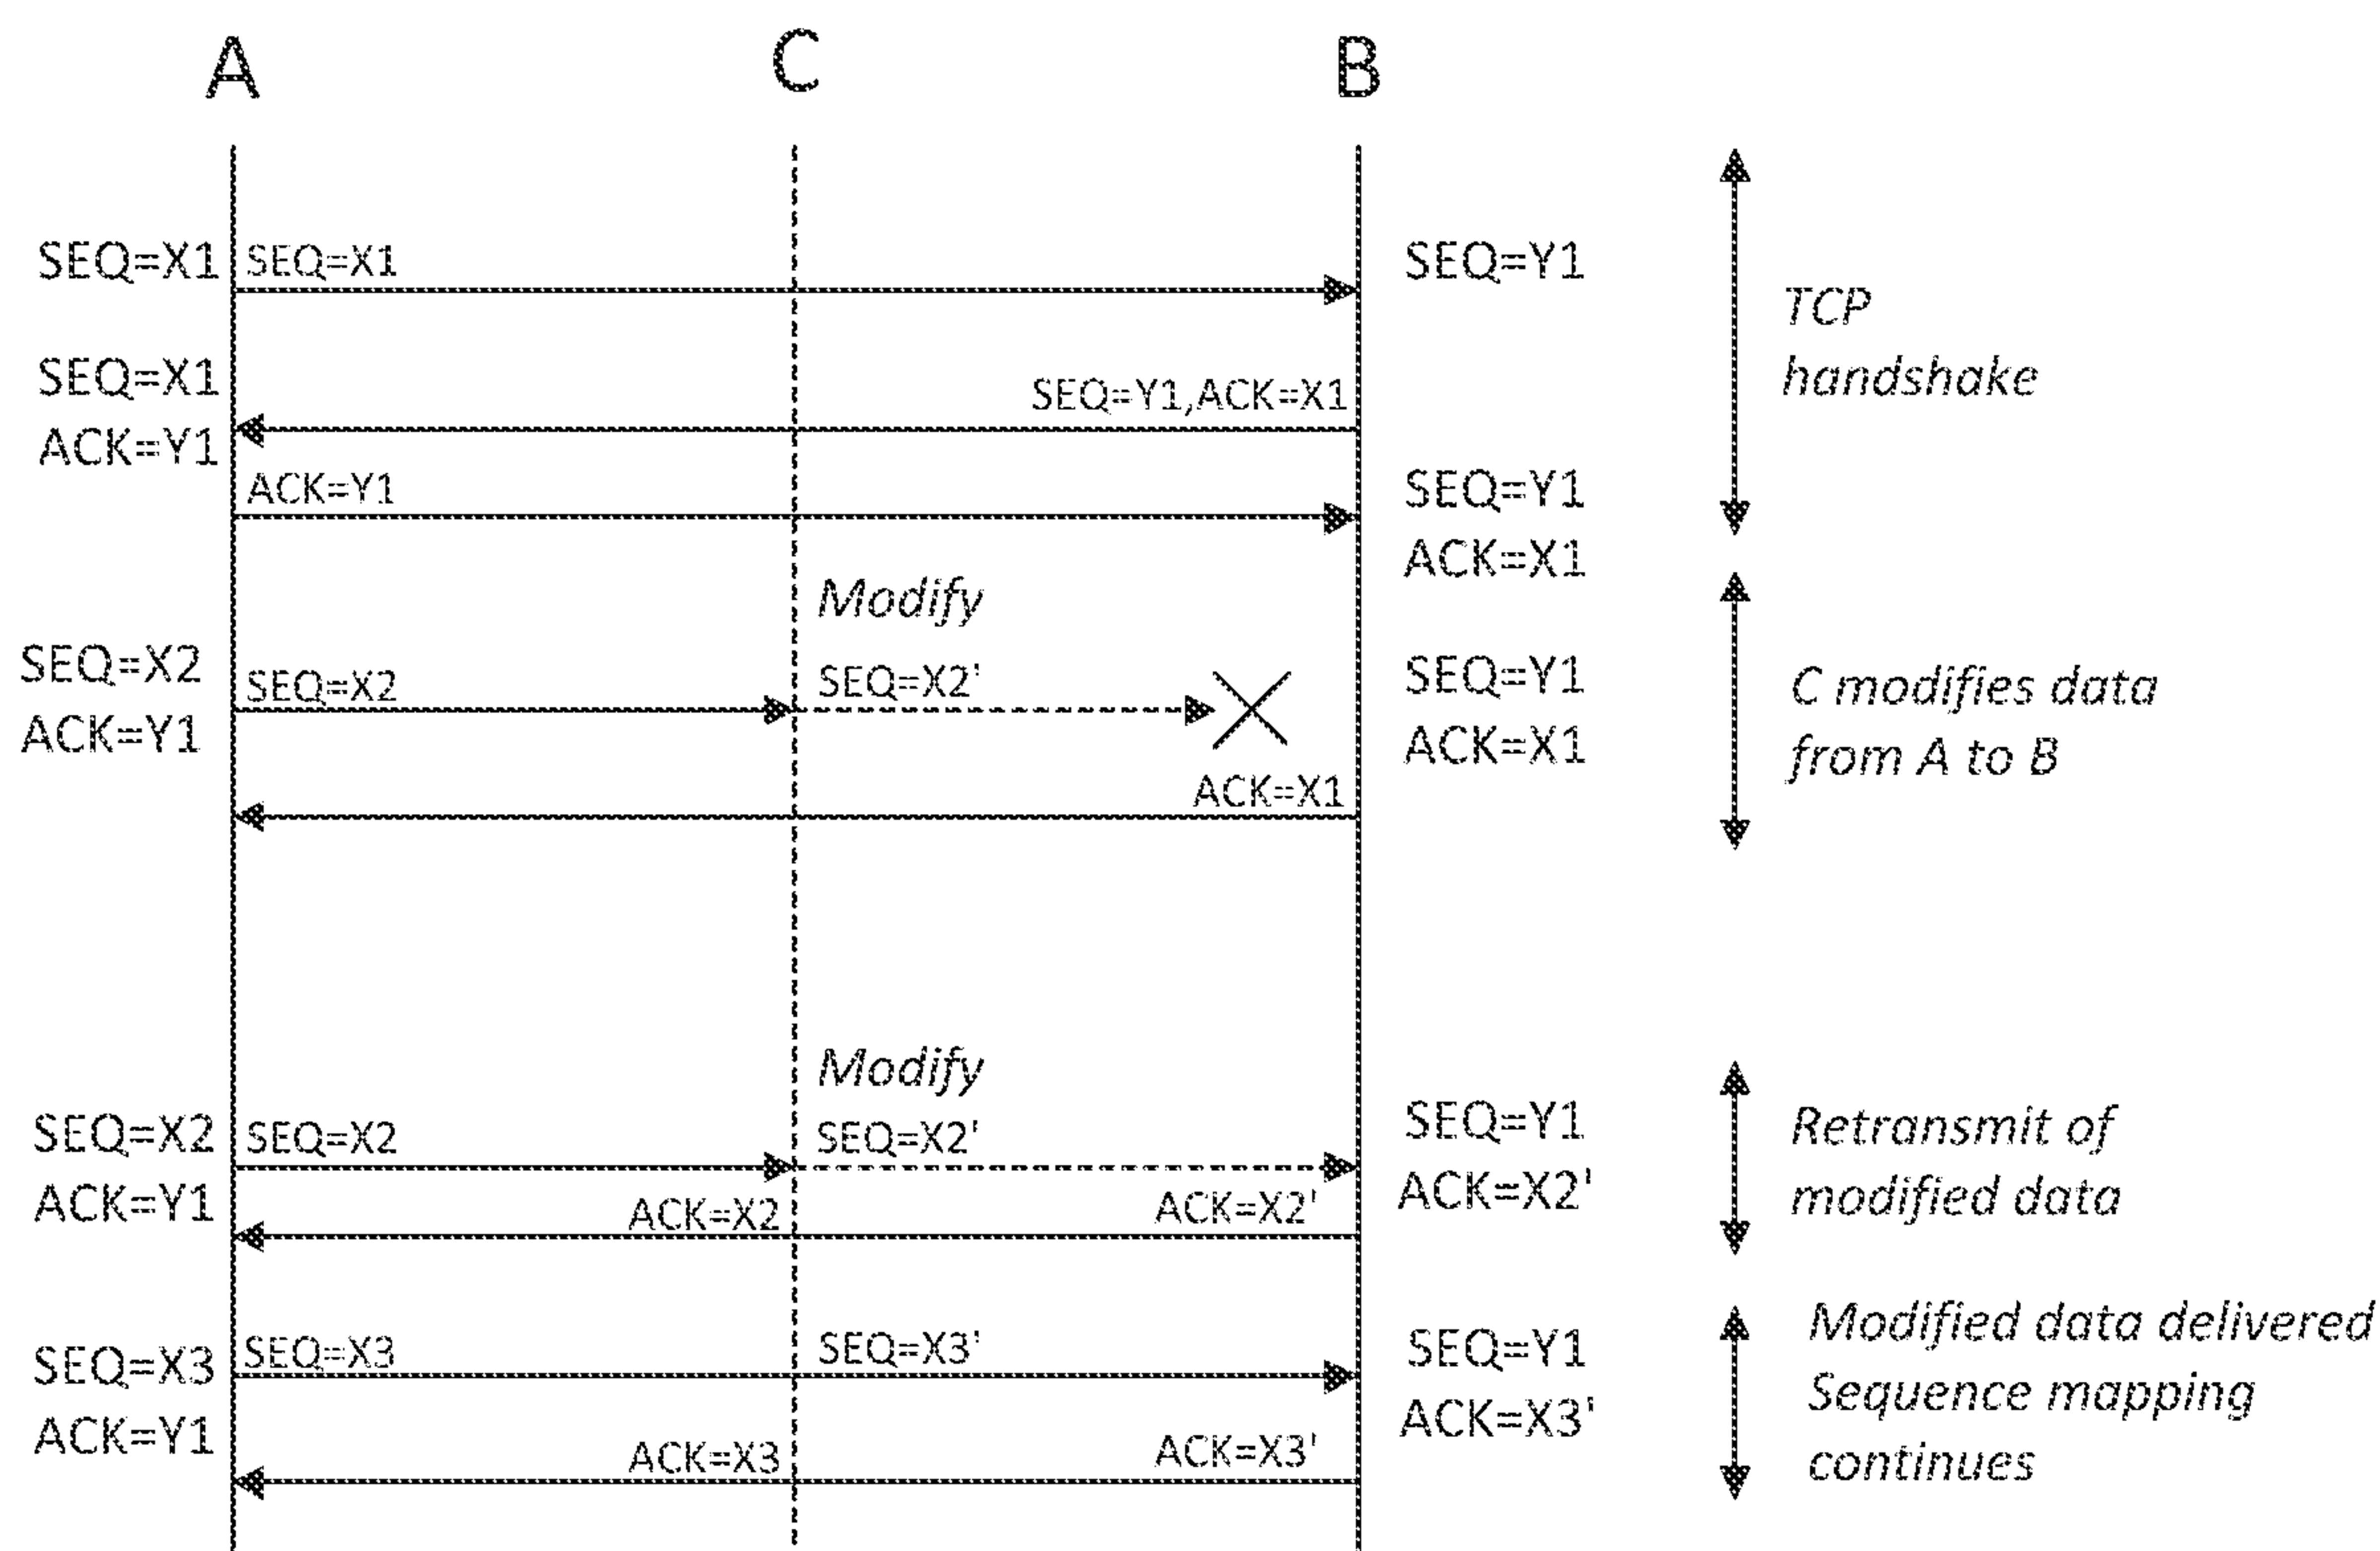 A
C
B
SEQ=X1
SEQ=X1
SEQ=Y1
TCP
handshake
SEQ=X1
ACK=Y1
SEQ=Y1,ACK=X1
ACK=Y1
SEQ=Y1
ACK=X1
Modify
SEQ=X2
ACK=Y1
SEQ=X2
SEQ=X2'
SEQ=Y1
ACK=X1
C modifies data
from A to B
ACK=X1
Modify
SEQ=X2
ACK=Y1
SEQ=X2
SEQ=X2'
ACK=X2
ACK=X2'
SEQ=Y1
ACK=X2'
Retransmit of
modified data
SEQ=X3
ACK=Y1
SEQ=X3
SEQ=X3'
ACK=X3
ACK=X3'
SEQ=Y1
ACK=X3'
Modified data delivered
Sequence mapping
continues